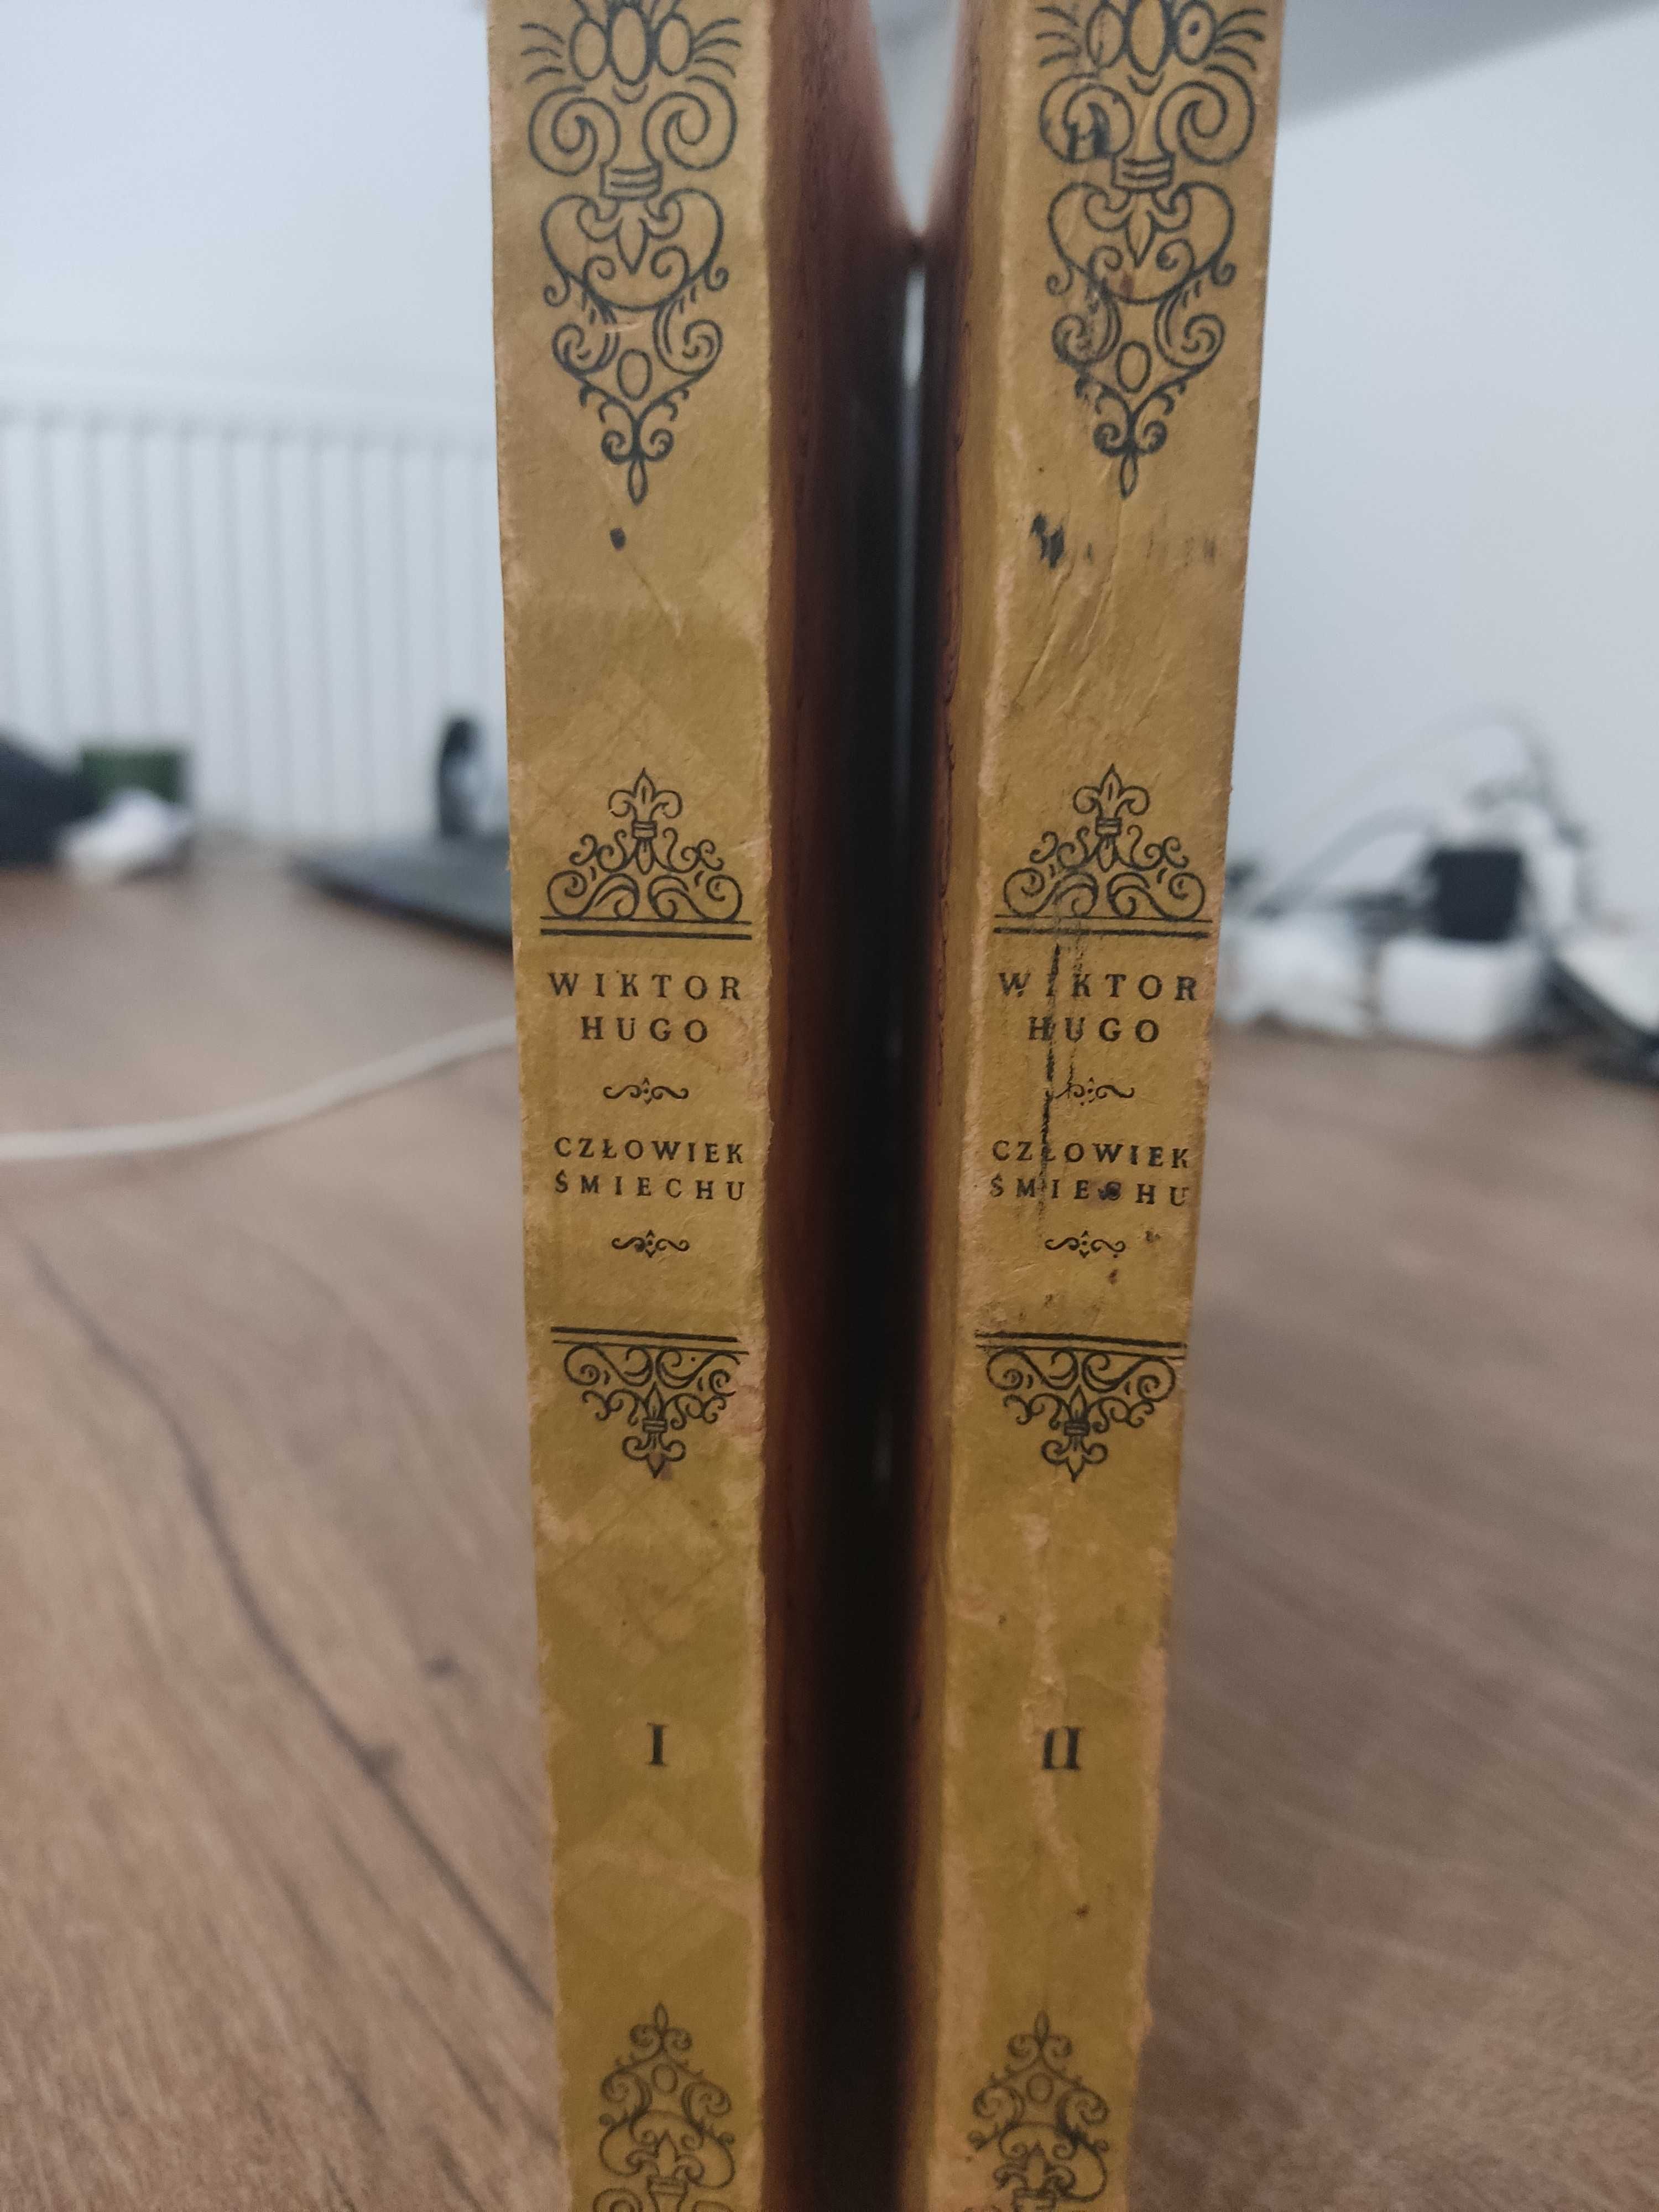 WIKTOR
HUGO
CZŁOWIEK
ŚMIECHU
I
WIKTOR
HUGO
CZŁOWIEK
ŚMIECHU
II